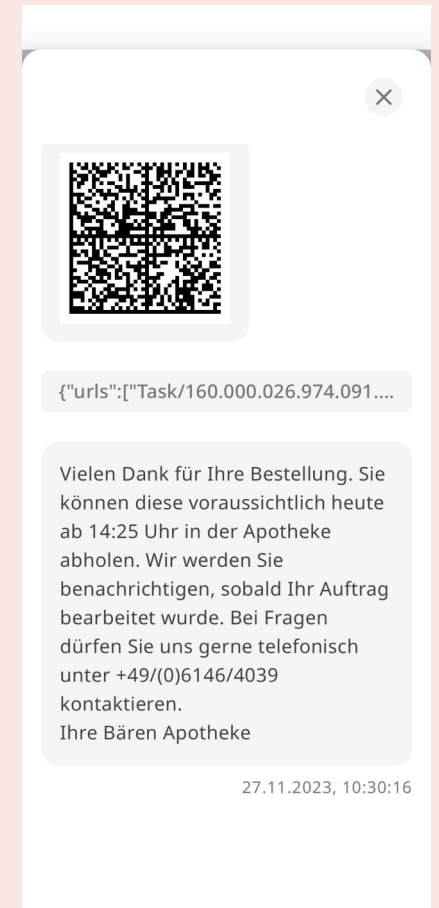 {"urls":["Task/160.000.026.974.091....
Vielen Dank für Ihre Bestellung. Sie
können diese voraussichtlich heute
ab 14:25 Uhr in der Apotheke
abholen. Wir werden Sie
benachrichtigen, sobald Ihr Auftrag
bearbeitet wurde. Bei Fragen
dürfen Sie uns gerne telefonisch
unter +49/(0)6146/4039
kontaktieren.
Ihre Bären Apotheke
27.11.2023, 10:30:16